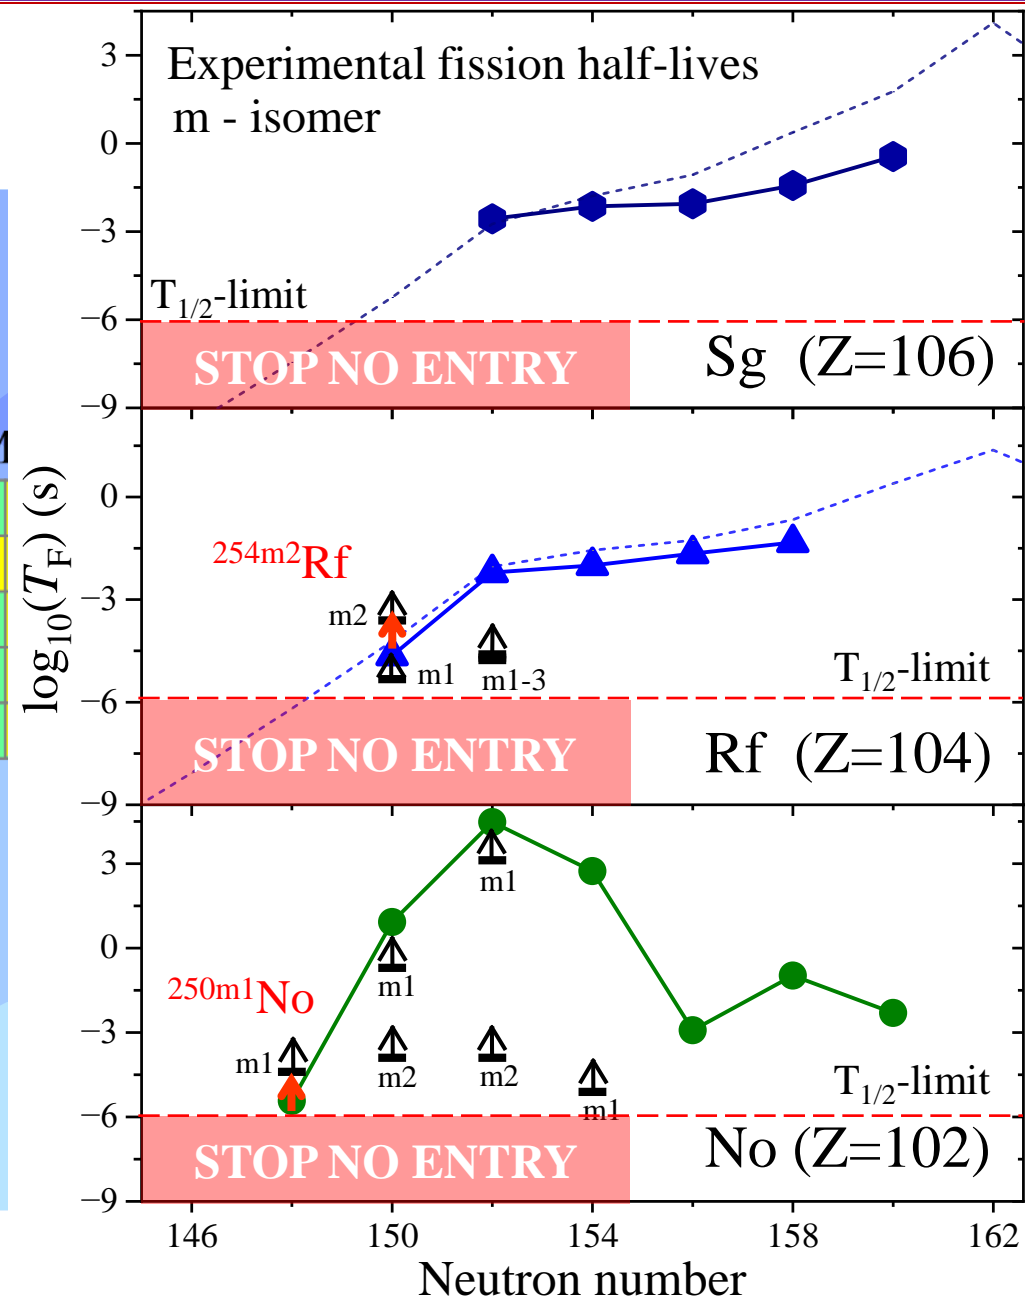 Experimental fission half-lives
m - isomer
3
0
−3
−6
−9
T1/2-limit
STOP NO ENTRY
Sg (Z=106)
log10(TF) (s)
0
−3
−6
−9
254m2Rf
m2
m1
m1-3
T1/2-limit
STOP NO ENTRY
Rf (Z=104)
3
0
−3
−6
−9
m1
250m1No
m1
m1
m2
m2
m1
T1/2-limit
STOP NO ENTRY
No (Z=102)
146 150 154 158 162
Neutron number